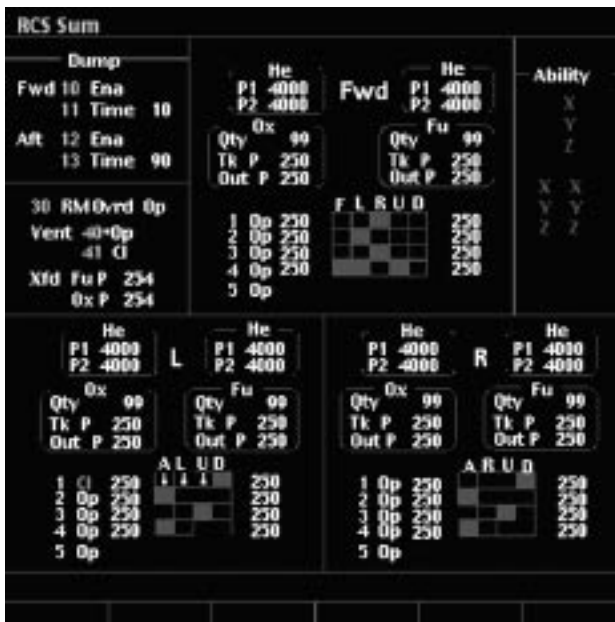 RCS Sum
Dump
Fwd 10 Ena
11 Time 10
Aft 12 Ena
13 Time 90
30 RM Ovrd Op
Vent 40*Op
41 Cl
Xfd Fu P 254
Ox P 254
Fwd
He
P1 4000
P2 4000
He
P1 4000
P2 4000
Ox
Qty 99
Tk P 250
Out P 250
Fu
Qty 99
Tk P 250
Out P 250
F L R U D
1 Op 250 250
2 Op 250 250
3 Op 250 250
4 Op 250 250
5 Op
Ability
X
Y
Z
X X
Y Y
Z Z
L
He
P1 4000
P2 4000
He
P1 4000
P2 4000
Ox
Qty 99
Tk P 250
Out P 250
Fu
Qty 99
Tk P 250
Out P 250
A L U D
1 Cl 250 ↓ ↓ ↓ 250
2 Op 250 250
3 Op 250 250
4 Op 250 250
5 Op
R
He
P1 4000
P2 4000
He
P1 4000
P2 4000
Ox
Qty 99
Tk P 250
Out P 250
Fu
Qty 99
Tk P 250
Out P 250
A R U D
1 Op 250 250
2 Op 250 250
3 Op 250 250
4 Op 250 250
5 Op